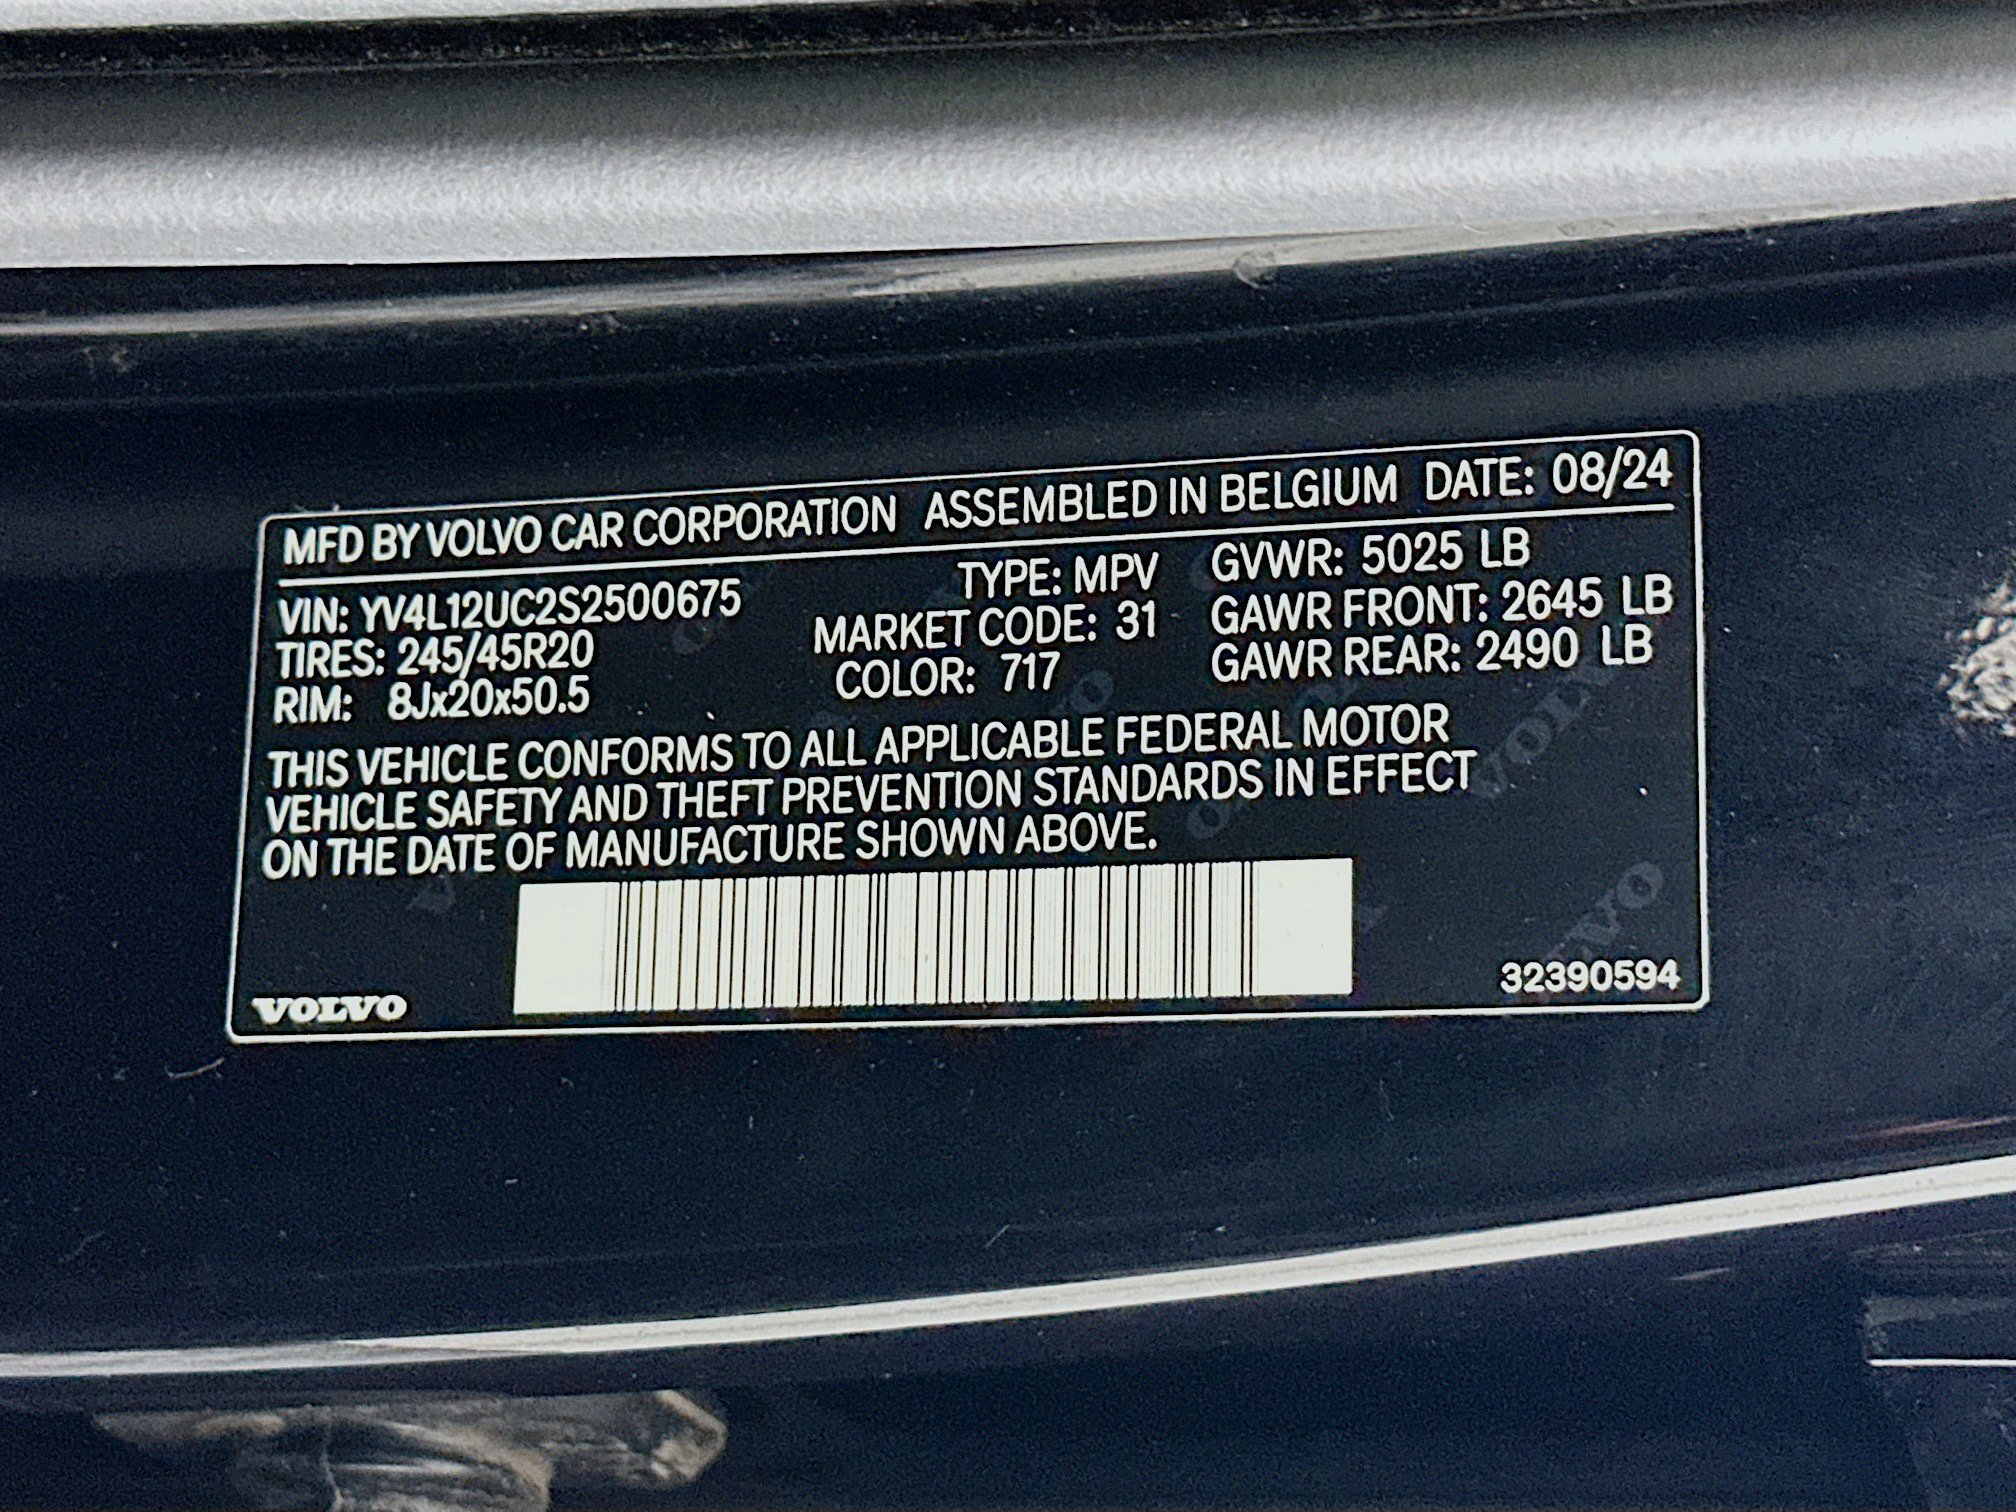 MFD BY VOLVO CAR CORPORATION ASSEMBLED IN BELGIUM DATE: 08/24
VIN: YV4L12UC2S2500675 TYPE: MPV GVWR: 5025 LB
TIRES: 245/45R20 MARKET CODE: 31 GAWR FRONT: 2645 LB
RIM: 8Jx20x50.5 COLOR: 717 GAWR REAR: 2490 LB
THIS VEHICLE CONFORMS TO ALL APPLICABLE FEDERAL MOTOR
VEHICLE SAFETY AND THEFT PREVENTION STANDARDS IN EFFECT
ON THE DATE OF MANUFACTURE SHOWN ABOVE.
VOLVO 32390594